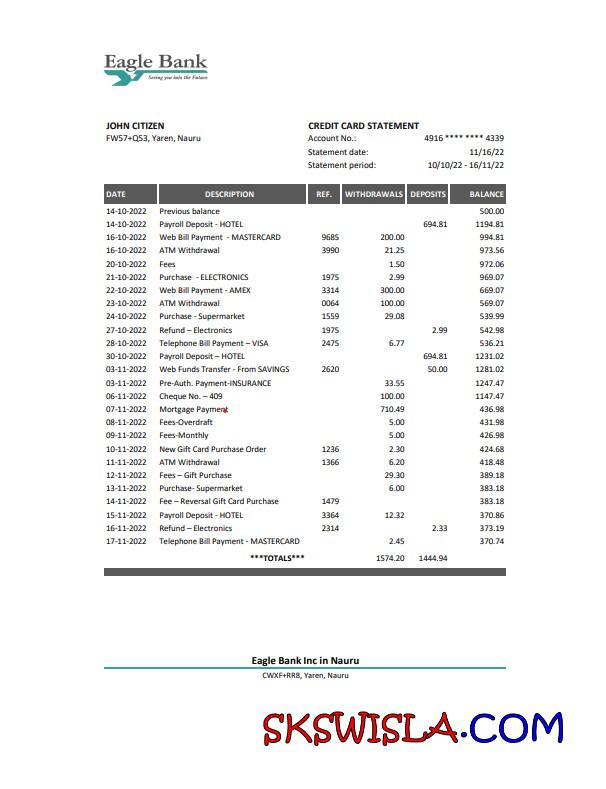 Eagle Bank
Seeing you into the Future
JOHN CITIZEN
FW57+Q53, Yaren, Nauru
CREDIT CARD STATEMENT
Account No.: 4916 **** **** 4339
Statement date: 11/16/22
Statement period: 10/10/22 - 16/11/22
DATE DESCRIPTION REF. WITHDRAWALS DEPOSITS BALANCE
14-10-2022 Previous balance 500.00
14-10-2022 Payroll Deposit - HOTEL 694.81 1194.81
16-10-2022 Web Bill Payment - MASTERCARD 9685 200.00 994.81
16-10-2022 ATM Withdrawal 3990 21.25 973.56
20-10-2022 Fees 1.50 972.06
21-10-2022 Purchase - ELECTRONICS 1975 2.99 969.07
22-10-2022 Web Bill Payment - AMEX 3314 300.00 669.07
23-10-2022 ATM Withdrawal 0064 100.00 569.07
24-10-2022 Purchase - Supermarket 1559 29.08 539.99
27-10-2022 Refund – Electronics 1975 2.99 542.98
28-10-2022 Telephone Bill Payment – VISA 2475 6.77 536.21
30-10-2022 Payroll Deposit – HOTEL 694.81 1231.02
03-11-2022 Web Funds Transfer - From SAVINGS 2620 50.00 1281.02
03-11-2022 Pre-Auth. Payment-INSURANCE 33.55 1247.47
06-11-2022 Cheque No. – 409 100.00 1147.47
07-11-2022 Mortgage Payment 710.49 436.98
08-11-2022 Fees-Overdraft 5.00 431.98
09-11-2022 Fees-Monthly 5.00 426.98
10-11-2022 New Gift Card Purchase Order 1236 2.30 424.68
11-11-2022 ATM Withdrawal 1366 6.20 418.48
12-11-2022 Fees – Gift Purchase 29.30 389.18
13-11-2022 Purchase- Supermarket 6.00 383.18
14-11-2022 Fee – Reversal Gift Card Purchase 1479 383.18
15-11-2022 Payroll Deposit - HOTEL 3364 12.32 370.86
16-11-2022 Refund – Electronics 2314 2.33 373.19
17-11-2022 Telephone Bill Payment - MASTERCARD 2.45 370.74
***TOTALS*** 1574.20 1444.94
Eagle Bank Inc in Nauru
CWXF+RR8, Yaren, Nauru
SKSWISLA.COM